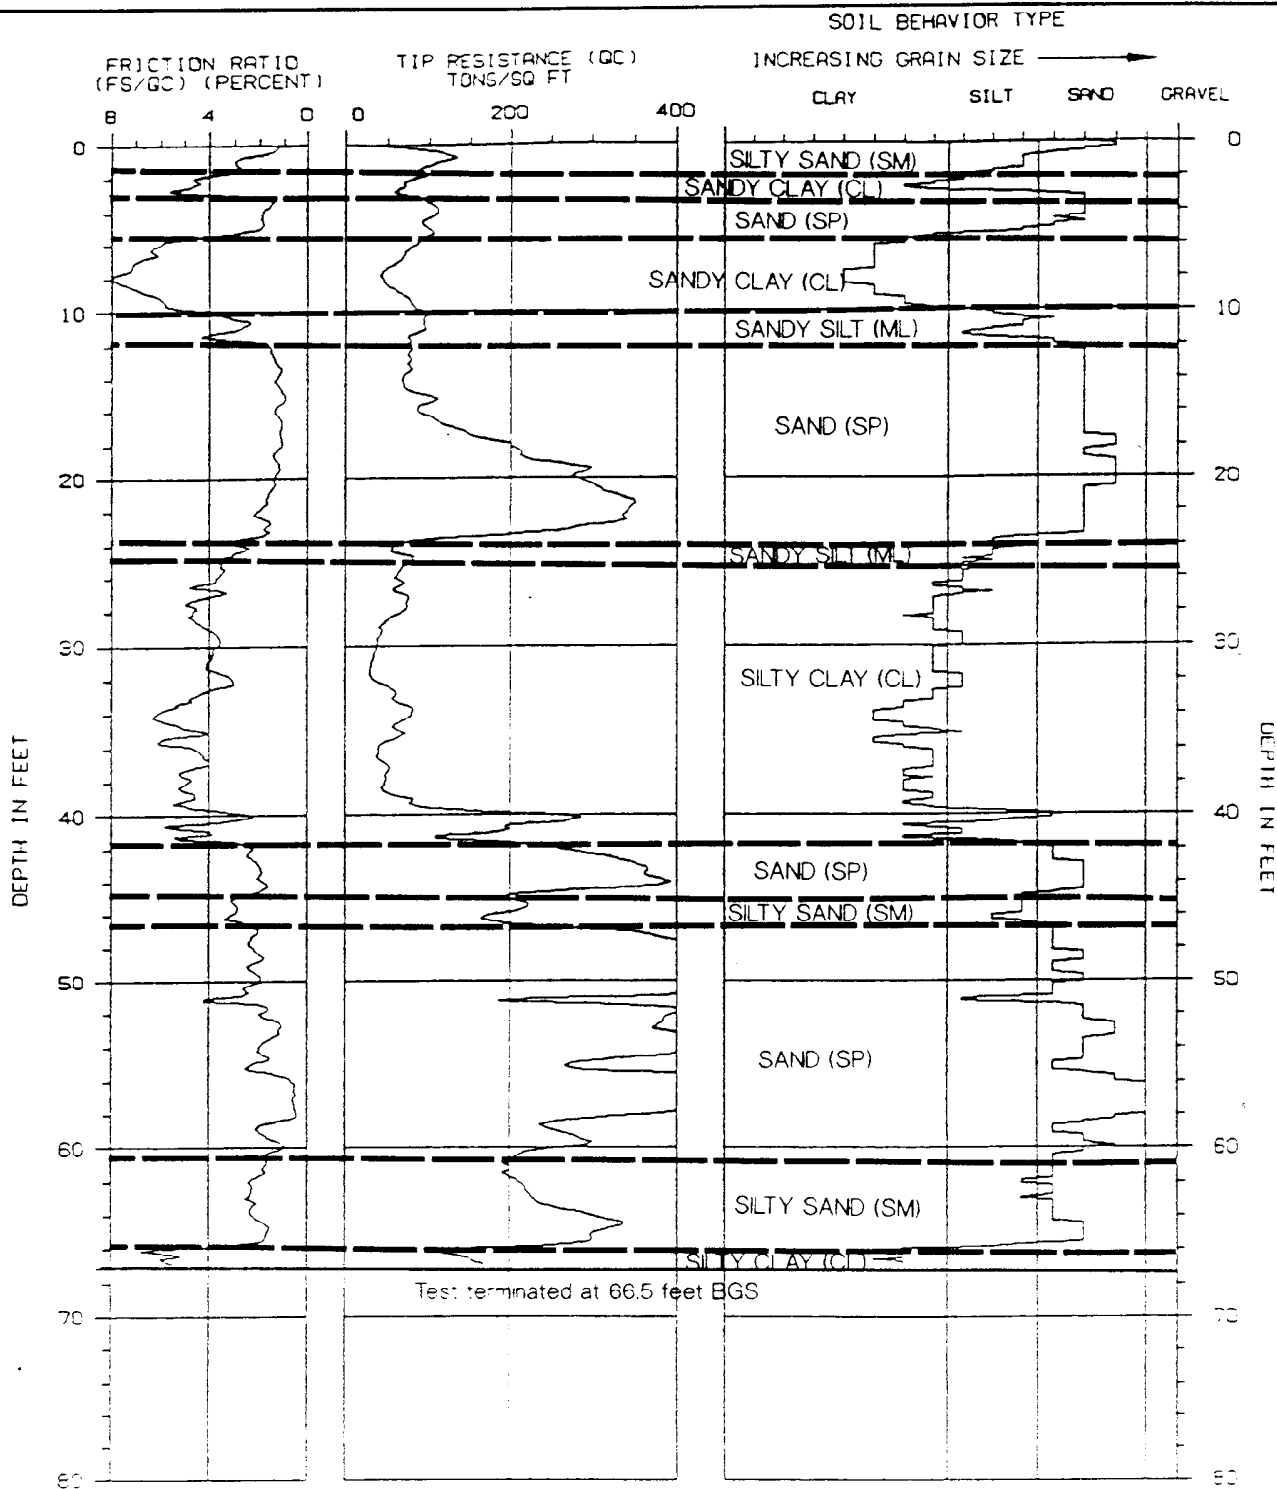 SOIL BEHAVIOR TYPE
FRICTION RATIO
(FS/QC) (PERCENT)
TIP RESISTANCE (QC)
TONS/SQ FT
INCREASING GRAIN SIZE
CLAY SILT SAND GRAVEL
8 4 0 0 200 400
0 SILTY SAND (SM) 0
SANDY CLAY (CL)
SAND (SP)
SANDY CLAY (CL)
10 SANDY SILT (ML) 10
SAND (SP)
20 20
SANDY SILT (ML)
30 30
SILTY CLAY (CL)
DEPTH IN FEET
DEPTH IN FEET
40 40
SAND (SP)
SILTY SAND (SM)
50 50
SAND (SP)
60 60
SILTY SAND (SM)
SILTY CLAY (CL)
Test terminated at 66.5 feet BGS
70 70
80 80